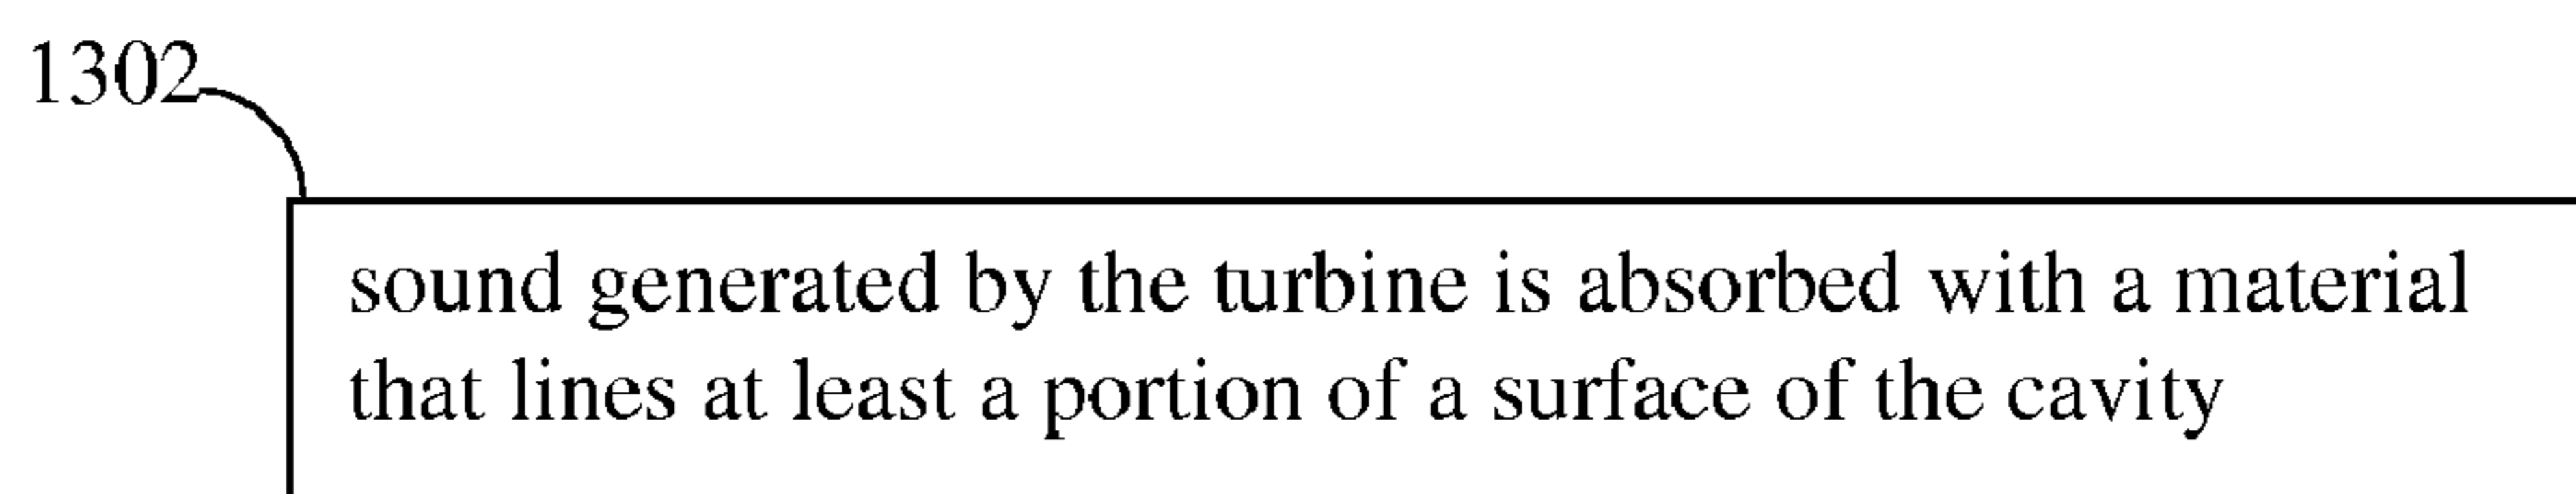 1302
sound generated by the turbine is absorbed with a material
that lines at least a portion of a surface of the cavity